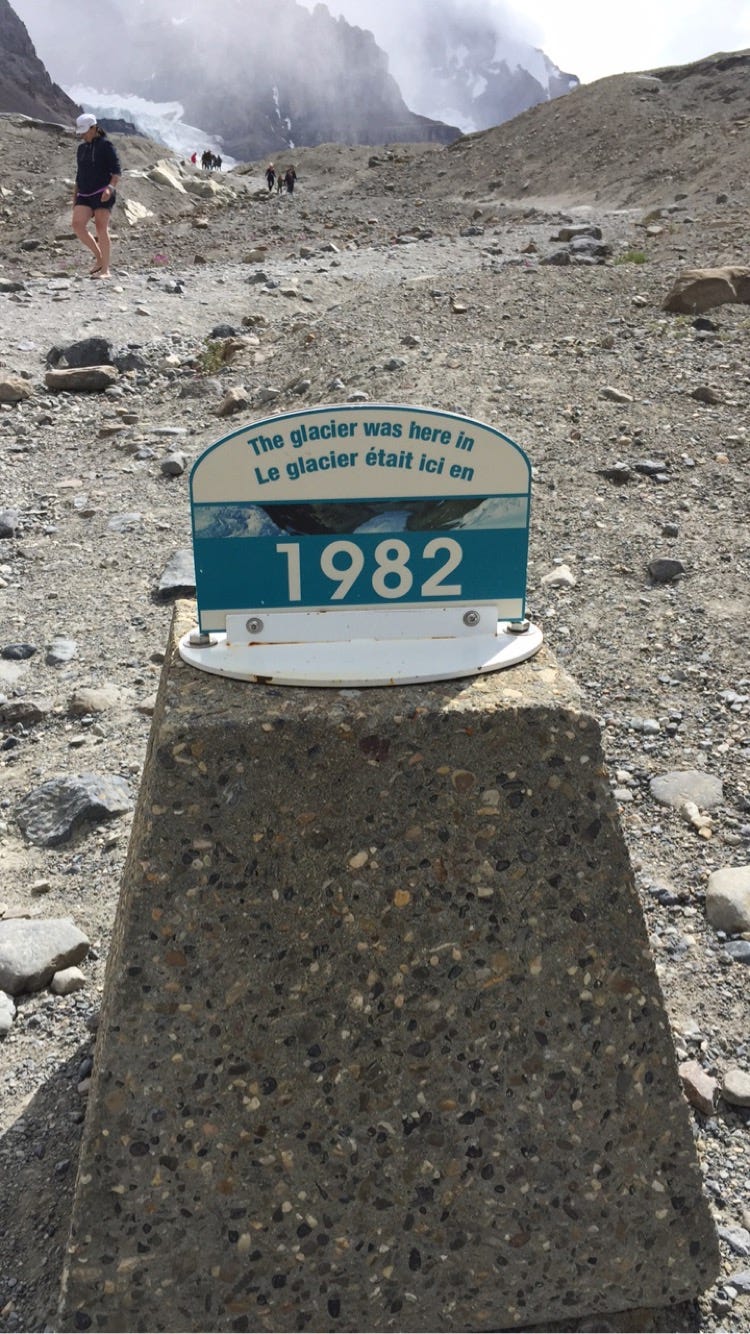 The glacier was here in
Le glacier était ici en
1982